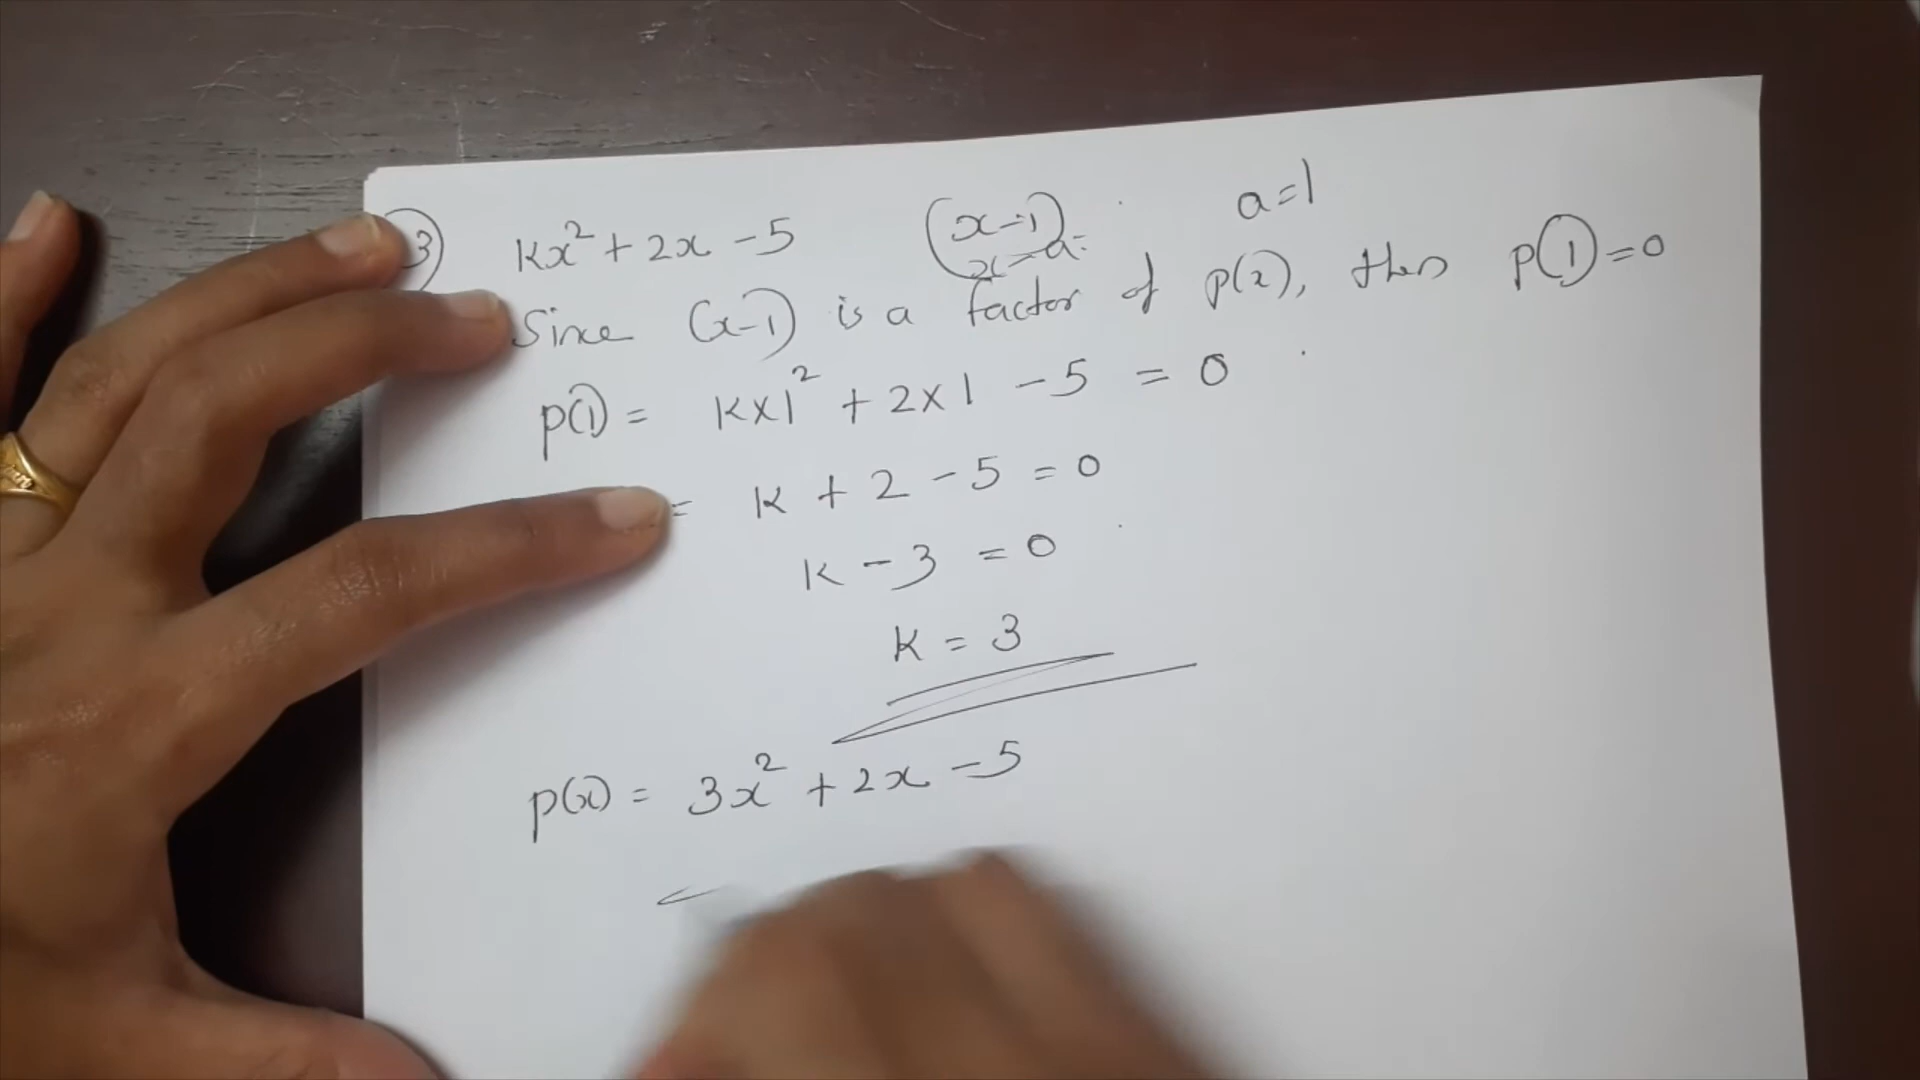 3) kx² + 2x - 5 (x-1) a=1
x-a=
Since (x-1) is a factor of p(x), then p(1)=0
p(1) = k×1² + 2×1 - 5 = 0
= k + 2 - 5 = 0
k - 3 = 0
k = 3
p(x) = 3x² + 2x - 5